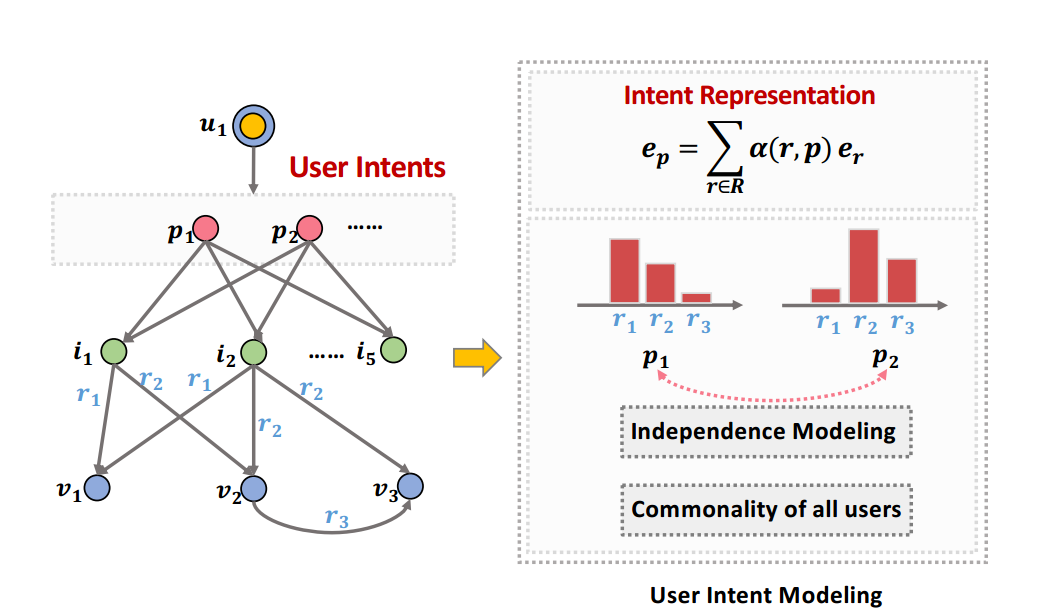 u1
User Intents
p1
p2
......
i1
i2
...... i5
r1
r2
r1
r2
r2
v1
v2
v3
r3
Intent Representation
e_p = ∑_{r∈R} α(r, p) e_r
r1 r2 r3
r1 r2 r3
p1
p2
Independence Modeling
Commonality of all users
User Intent Modeling